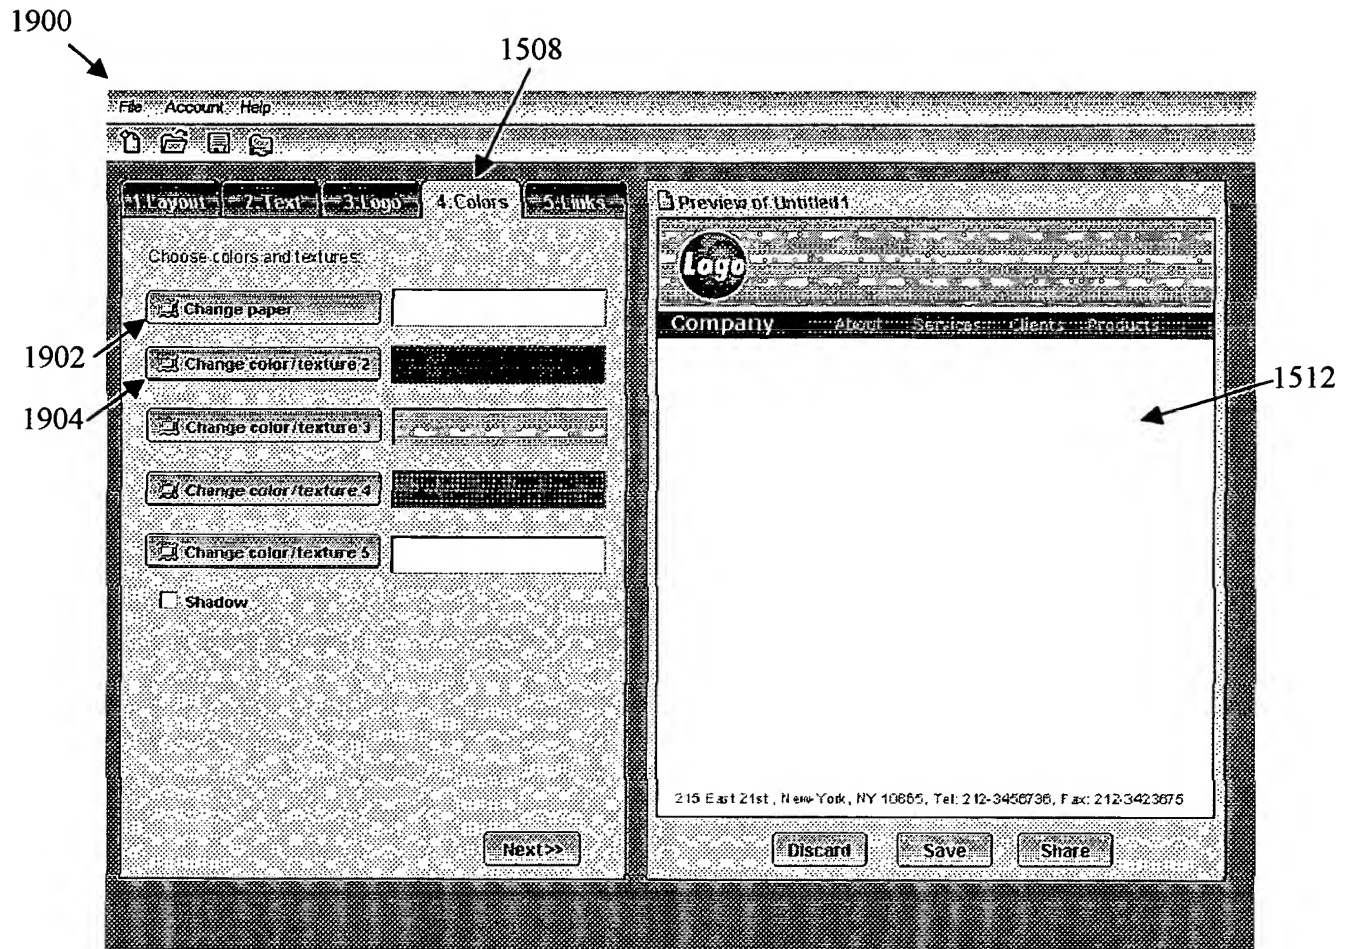 1900
1508
File Account Help
1.Layout 2.Text 3.Logo 4.Colors 5.Links
Choose colors and textures:
Change paper
1902
Change color/texture 2
1904
Change color/texture 3
Change color/texture 4
Change color/texture 5
Shadow
Next>>
Preview of Untitled1
Logo
Company About Services Clients Products
1512
215 East 21st, New-York, NY 10665, Tel: 212-3456736, Fax: 212-3423675
Discard Save Share